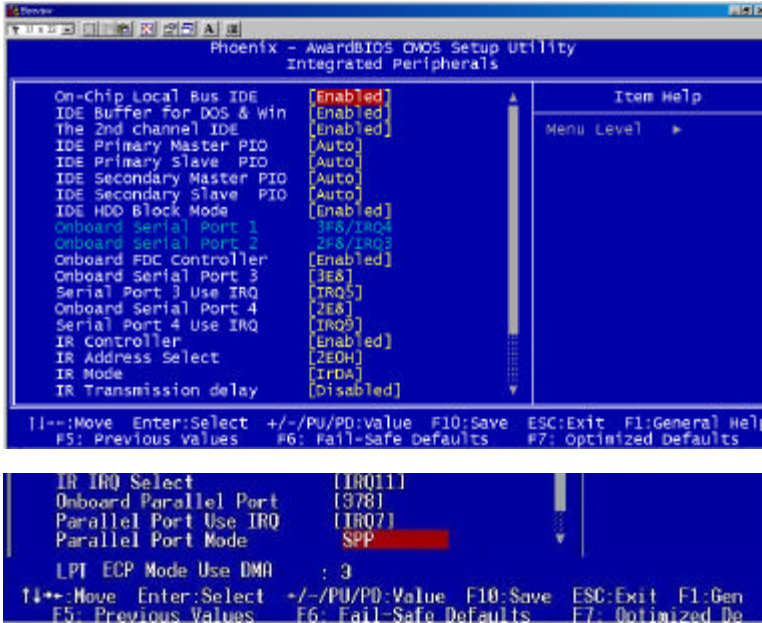 Phoenix - AwardBIOS CMOS Setup Utility
Integrated Peripherals
On-Chip Local Bus IDE [Enabled]
IDE Buffer for DOS & Win [Enabled]
The 2nd channel IDE [Enabled]
IDE Primary Master PIO [Auto]
IDE Primary Slave PIO [Auto]
IDE Secondary Master PIO [Auto]
IDE Secondary Slave PIO [Auto]
IDE HDD Block Mode [Enabled]
Onboard Serial Port 1 3F8/IRQ4
Onboard Serial Port 2 2F8/IRQ3
Onboard FDC Controller [Enabled]
Onboard Serial Port 3 [3E8]
Serial Port 3 Use IRQ [IRQ5]
Onboard Serial Port 4 [2E8]
Serial Port 4 Use IRQ [IRQ9]
IR Controller [Enabled]
IR Address Select [2E0H]
IR Mode [IrDA]
IR Transmission delay [Disabled]
Item Help
Menu Level ►
↑↓--:Move Enter:Select +/-/PU/PD:Value F10:Save ESC:Exit F1:General Help
F5: Previous Values F6: Fail-Safe Defaults F7: Optimized Defaults
IR IRQ Select [IRQ11]
Onboard Parallel Port [378]
Parallel Port Use IRQ [IRQ7]
Parallel Port Mode SPP
LPT ECP Mode Use DMA : 3
↑↓→←:Move Enter:Select +/-/PU/PD:Value F10:Save ESC:Exit F1:Gen
F5: Previous Values F6: Fail-Safe Defaults F7: Optimized De